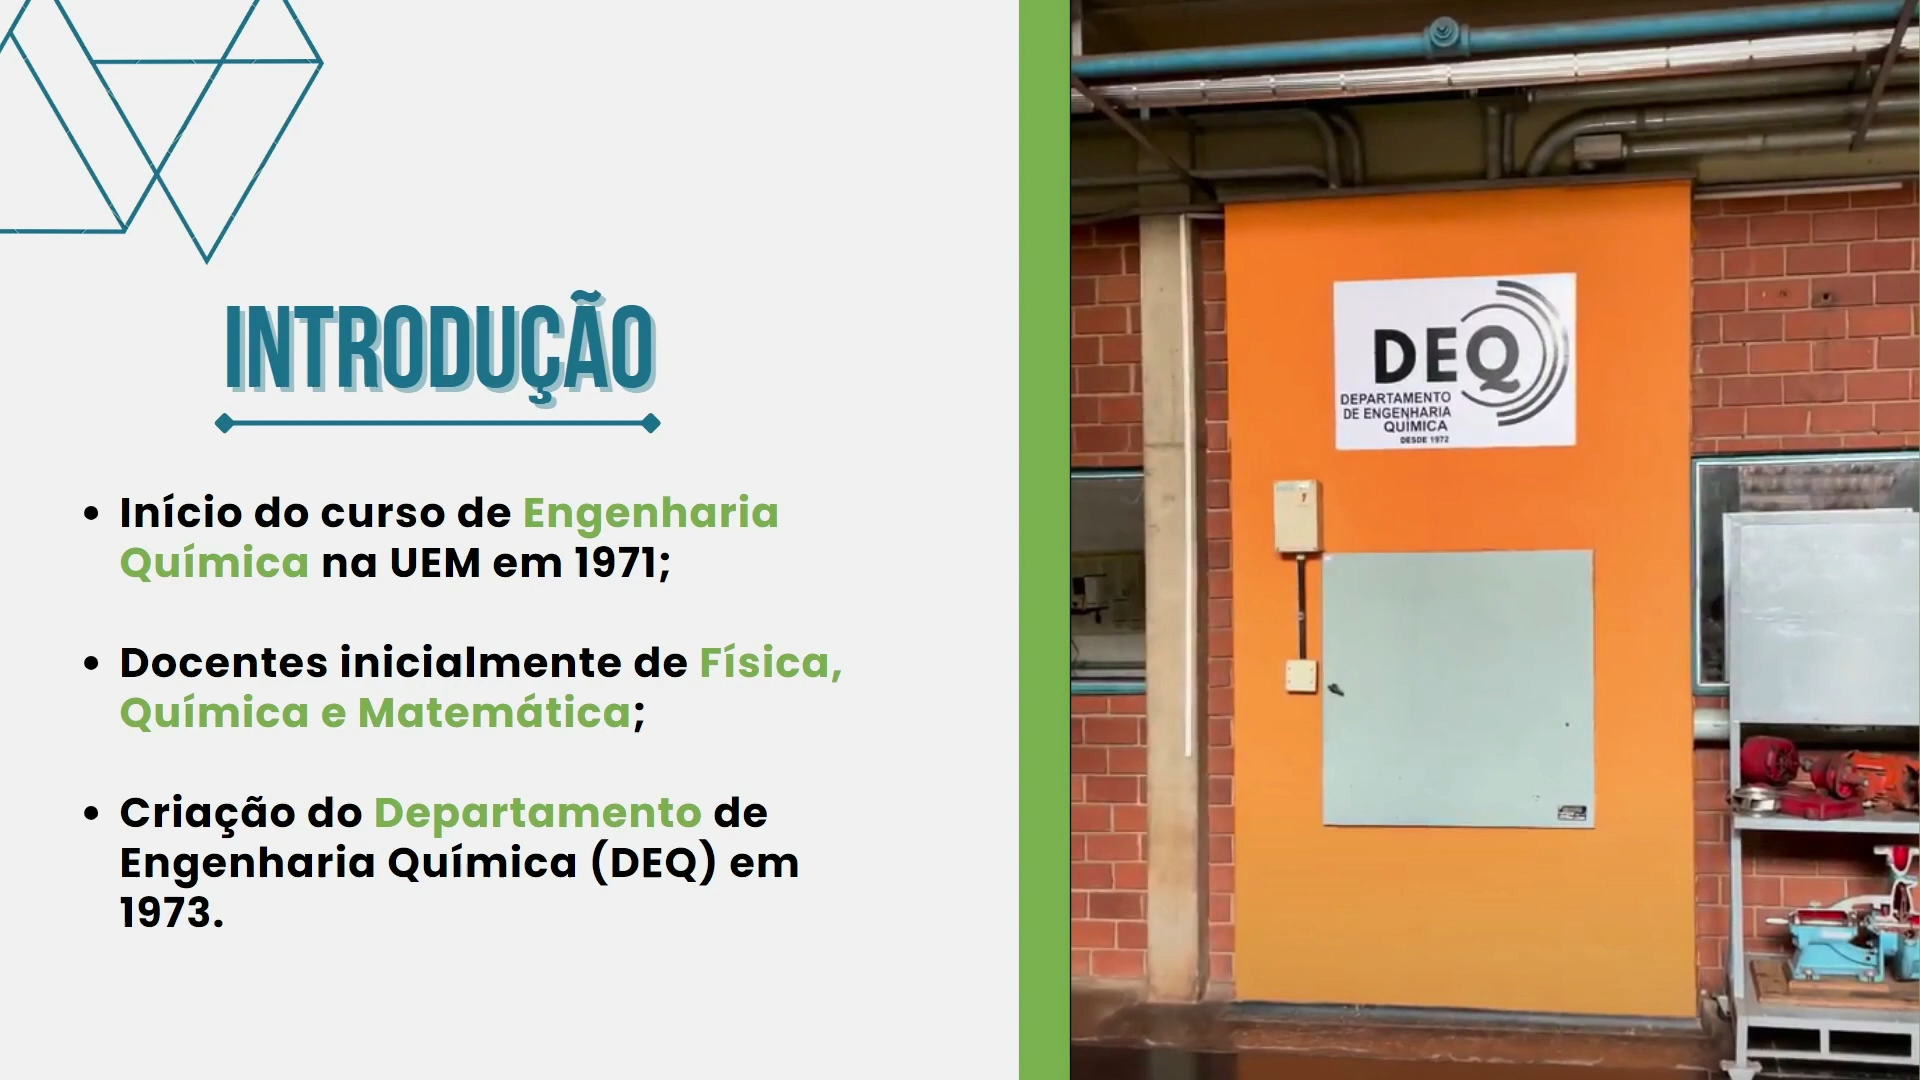 INTRODUÇÃO
Início do curso de Engenharia
Química na UEM em 1971;
Docentes inicialmente de Física,
Química e Matemática;
Criação do Departamento de
Engenharia Química (DEQ) em
1973.
DEQ
DEPARTAMENTO
DE ENGENHARIA
QUÍMICA
DESDE 1972